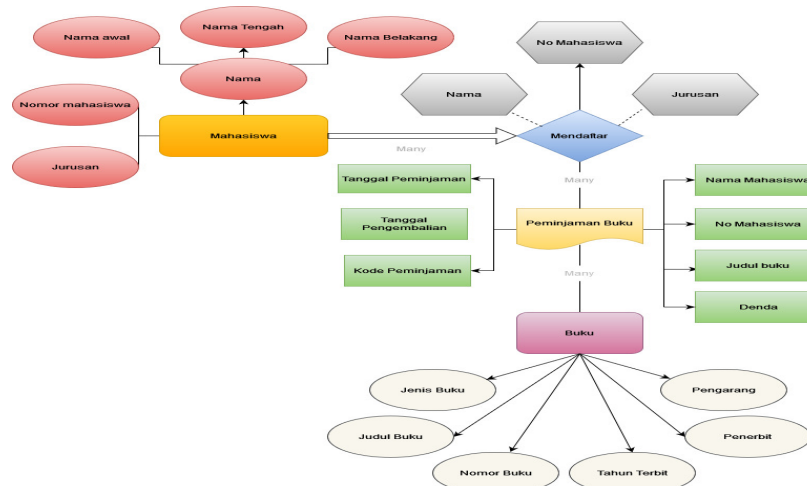 Nama awal
Nama Tengah
Nama Belakang
No Mahasiswa
Nama
Nama
Jurusan
Nomor mahasiswa
Mahasiswa
Many
Mendaftar
Jurusan
Many
Tanggal Peminjaman
Nama Mahasiswa
Tanggal
Pengembalian
Peminjaman Buku
No Mahasiswa
Kode Peminjaman
Many
Judul buku
Denda
Buku
Jenis Buku
Pengarang
Judul Buku
Penerbit
Nomor Buku
Tahun Terbit